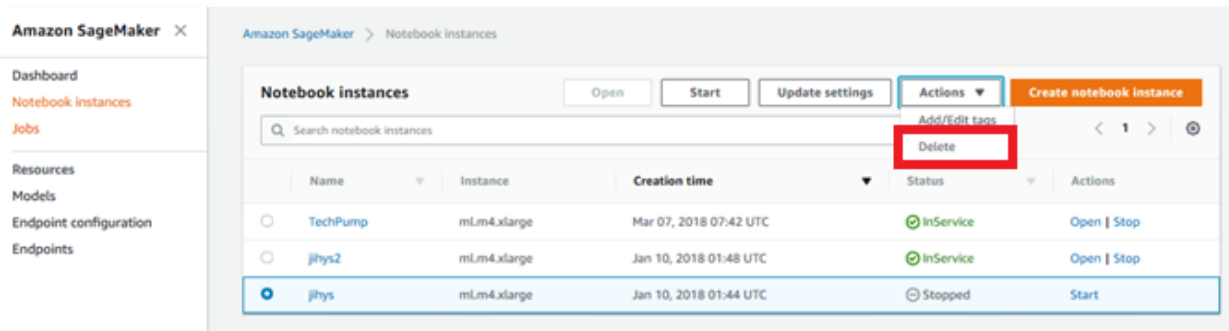 Amazon SageMaker ×
Amazon SageMaker > Notebook instances
Dashboard
Notebook instances
Jobs
Resources
Models
Endpoint configuration
Endpoints
Notebook instances Open Start Update settings Actions ▼ Create notebook instance
Add/Edit tags
Delete
Search notebook instances < 1 >
Name Instance Creation time Status Actions
TechPump ml.m4.xlarge Mar 07, 2018 07:42 UTC InService Open | Stop
jihys2 ml.m4.xlarge Jan 10, 2018 01:48 UTC InService Open | Stop
jihys ml.m4.xlarge Jan 10, 2018 01:44 UTC Stopped Start